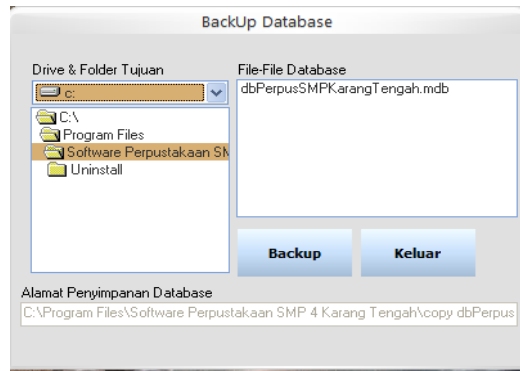 BackUp Database
Drive & Folder Tujuan
c:
C:\
Program Files
Software Perpustakaan SM
Uninstall
File-File Database
dbPerpusSMPKarangTengah.mdb
Backup
Keluar
Alamat Penyimpanan Database
C:\Program Files\Software Perpustakaan SMP 4 Karang Tengah\copy dbPerpus